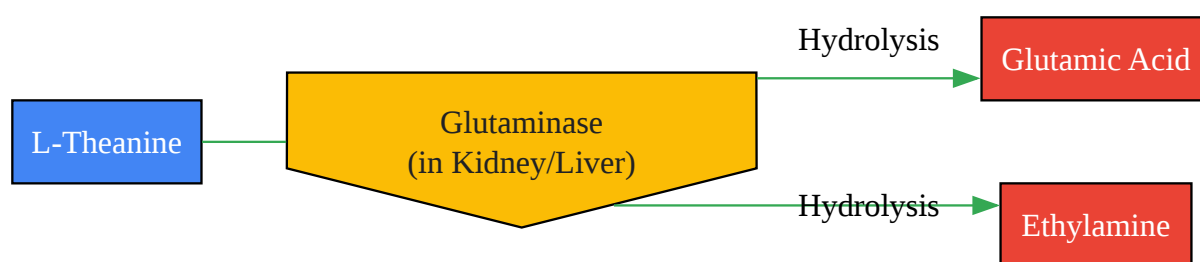 Hydrolysis
Glutamic Acid
L-Theanine
Glutaminase
(in Kidney/Liver)
Hydrolysis
Ethylamine